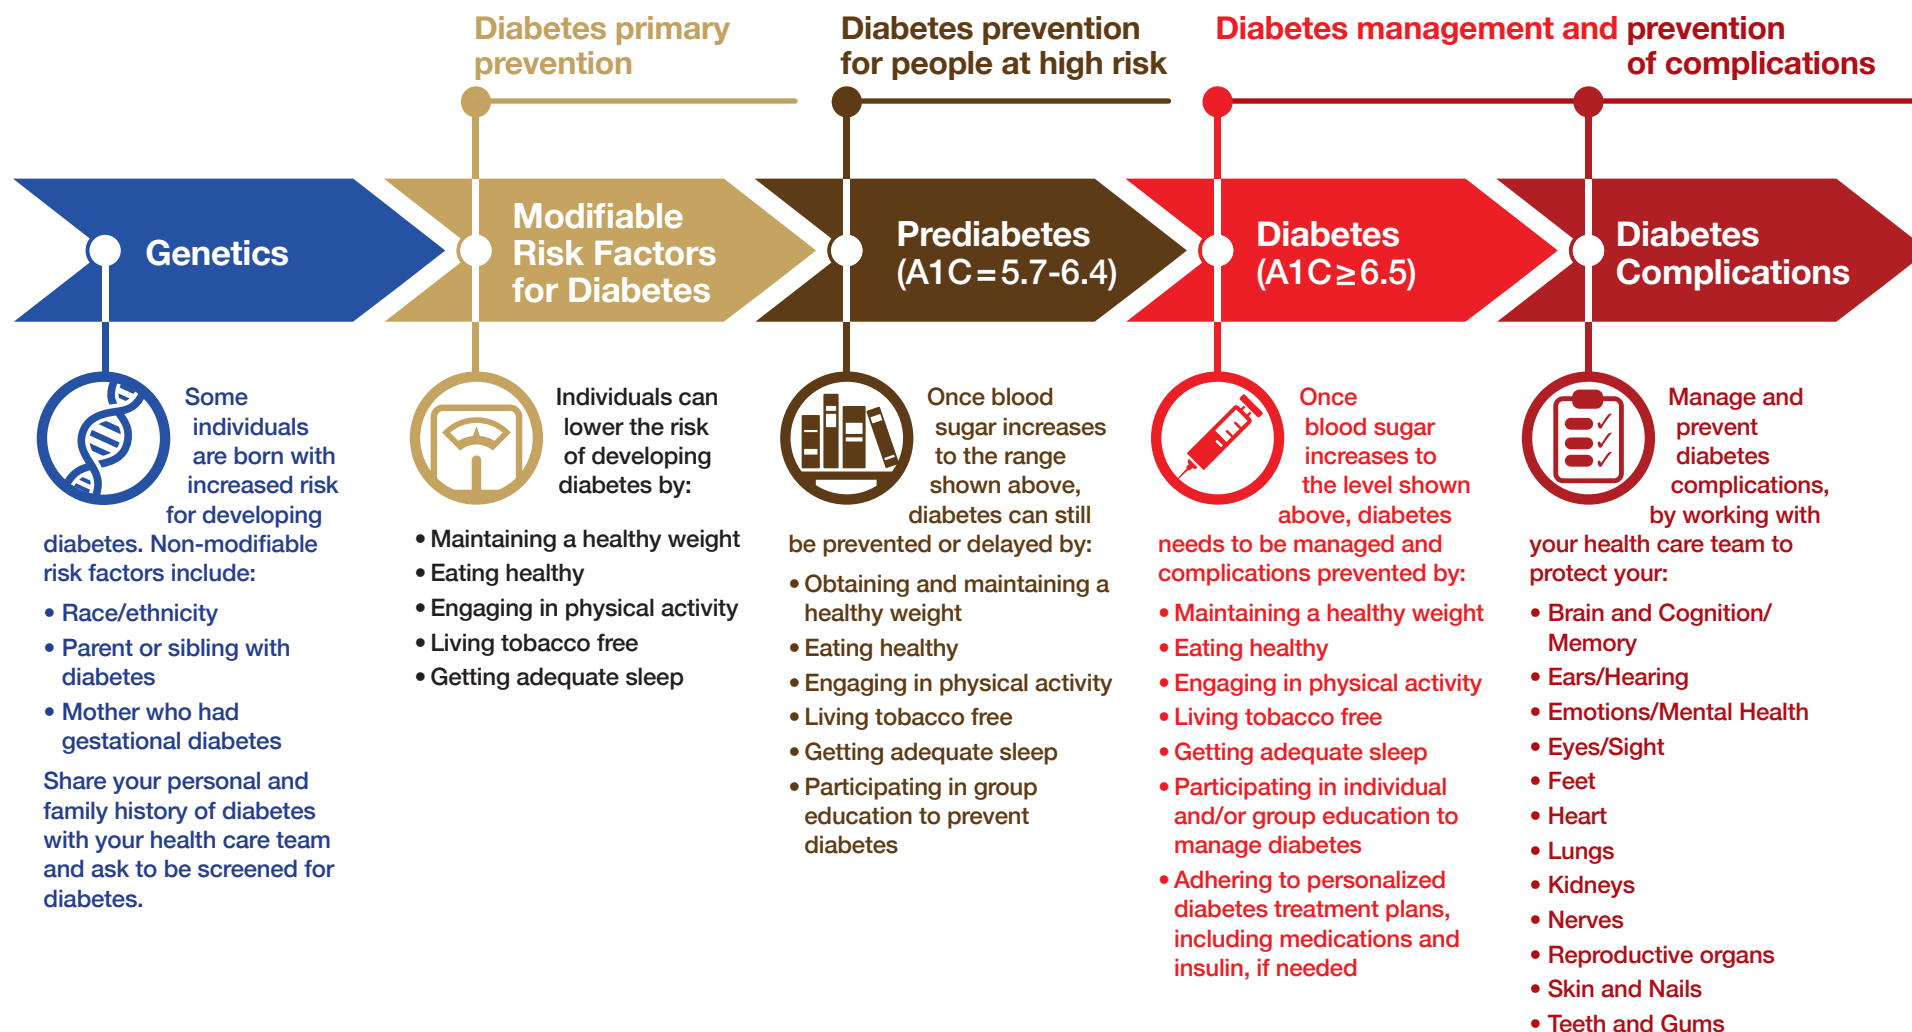 Diabetes primary
prevention
Diabetes prevention
for people at high risk
Diabetes management and prevention
of complications
Genetics
Modifiable
Risk Factors
for Diabetes
Prediabetes
(A1C=5.7-6.4)
Diabetes
(A1C≥6.5)
Diabetes
Complications
Some
individuals
are born with
increased risk
for developing
diabetes. Non-modifiable
risk factors include:
• Race/ethnicity
• Parent or sibling with
diabetes
• Mother who had
gestational diabetes
Share your personal and
family history of diabetes
with your health care team
and ask to be screened for
diabetes.
Individuals can
lower the risk
of developing
diabetes by:
• Maintaining a healthy weight
• Eating healthy
• Engaging in physical activity
• Living tobacco free
• Getting adequate sleep
Once blood
sugar increases
to the range
shown above,
diabetes can still
be prevented or delayed by:
• Obtaining and maintaining a
healthy weight
• Eating healthy
• Engaging in physical activity
• Living tobacco free
• Getting adequate sleep
• Participating in group
education to prevent
diabetes
Once
blood sugar
increases to
the level shown
above, diabetes
needs to be managed and
complications prevented by:
• Maintaining a healthy weight
• Eating healthy
• Engaging in physical activity
• Living tobacco free
• Getting adequate sleep
• Participating in individual
and/or group education to
manage diabetes
• Adhering to personalized
diabetes treatment plans,
including medications and
insulin, if needed
Manage and
prevent
diabetes
complications,
by working with
your health care team to
protect your:
• Brain and Cognition/
Memory
• Ears/Hearing
• Emotions/Mental Health
• Eyes/Sight
• Feet
• Heart
• Lungs
• Kidneys
• Nerves
• Reproductive organs
• Skin and Nails
• Teeth and Gums